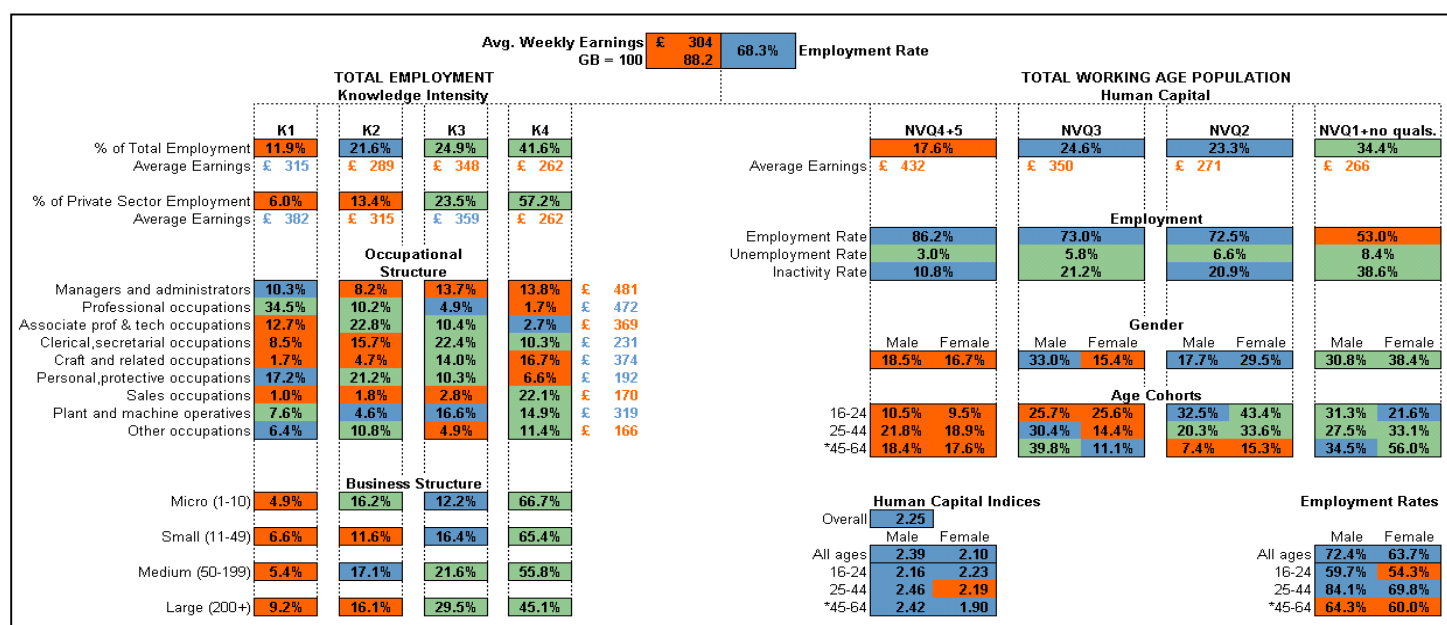 Avg. Weekly Earnings £ 304 68.3% Employment Rate
GB = 100 88.2
TOTAL EMPLOYMENT TOTAL WORKING AGE POPULATION
Knowledge Intensity Human Capital
K1 K2 K3 K4 NVQ4+5 NVQ3 NVQ2 NVQ1+no quals.
% of Total Employment 11.9% 21.6% 24.9% 41.6% 17.6% 24.6% 23.3% 34.4%
Average Earnings £ 315 £ 289 £ 348 £ 262 Average Earnings £ 432 £ 350 £ 271 £ 266
% of Private Sector Employment 6.0% 13.4% 23.5% 57.2%
Average Earnings £ 382 £ 315 £ 359 £ 262 Employment
Employment Rate 86.2% 73.0% 72.5% 53.0%
Occupational Unemployment Rate 3.0% 5.8% 6.6% 8.4%
Structure Inactivity Rate 10.8% 21.2% 20.9% 38.6%
Managers and administrators 10.3% 8.2% 13.7% 13.8% £ 481
Professional occupations 34.5% 10.2% 4.9% 1.7% £ 472
Associate prof & tech occupations 12.7% 22.8% 10.4% 2.7% £ 369 Gender
Clerical,secretarial occupations 8.5% 15.7% 22.4% 10.3% £ 231 Male Female Male Female Male Female Male Female
Craft and related occupations 1.7% 4.7% 14.0% 16.7% £ 374 18.5% 16.7% 33.0% 15.4% 17.7% 29.5% 30.8% 38.4%
Personal,protective occupations 17.2% 21.2% 10.3% 6.6% £ 192
Sales occupations 1.0% 1.8% 2.8% 22.1% £ 170 Age Cohorts
Plant and machine operatives 7.6% 4.6% 16.6% 14.9% £ 319 16-24 10.5% 9.5% 25.7% 25.6% 32.5% 43.4% 31.3% 21.6%
Other occupations 6.4% 10.8% 4.9% 11.4% £ 166 25-44 21.8% 18.9% 30.4% 14.4% 20.3% 33.6% 27.5% 33.1%
*45-64 18.4% 17.6% 39.8% 11.1% 7.4% 15.3% 34.5% 56.0%
Business Structure
Micro (1-10) 4.9% 16.2% 12.2% 66.7% Human Capital Indices Employment Rates
Overall 2.25
Small (11-49) 6.6% 11.6% 16.4% 65.4% Male Female Male Female
All ages 2.39 2.10 All ages 72.4% 63.7%
Medium (50-199) 5.4% 17.1% 21.6% 55.8% 16-24 2.16 2.23 16-24 59.7% 54.3%
25-44 2.46 2.19 25-44 84.1% 69.8%
Large (200+) 9.2% 16.1% 29.5% 45.1% *45-64 2.42 1.90 *45-64 64.3% 60.0%